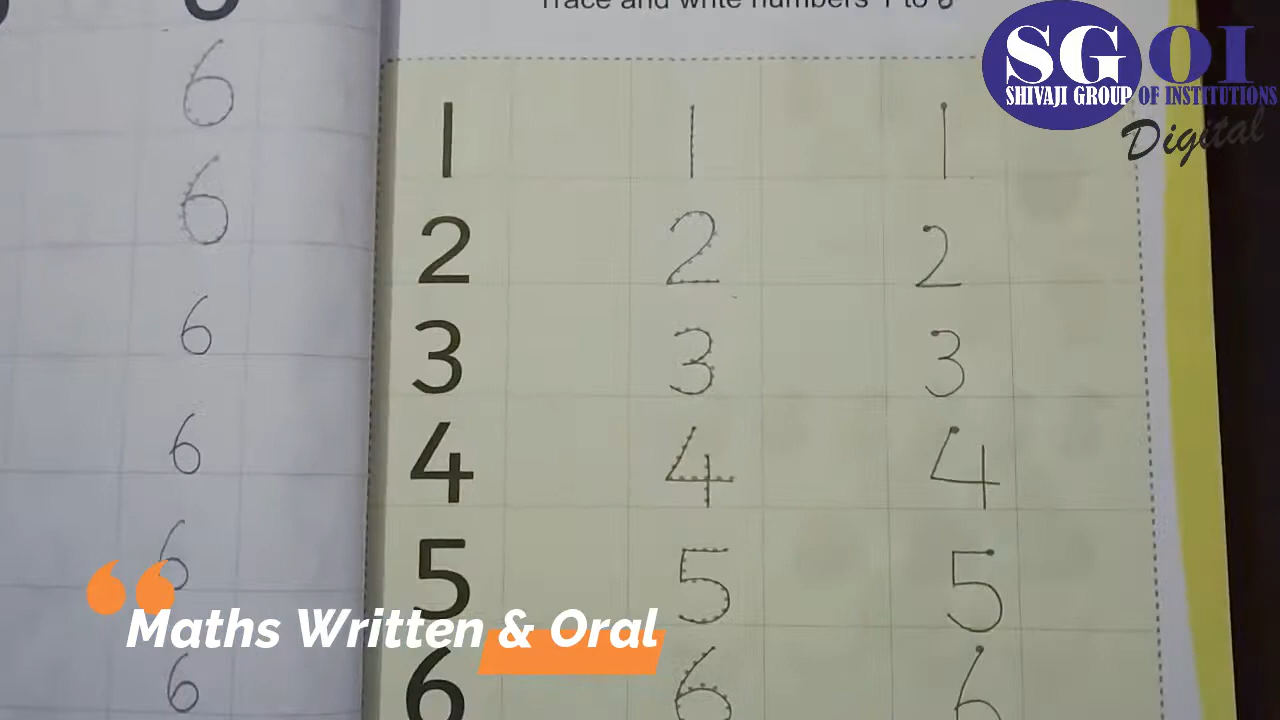 Trace and write numbers 1 to 6
SGOI
SHIVAJI GROUP OF INSTITUTIONS
Digital
6
6
6
6
6
6
1 1 1
2 2 2
3 3 3
4 4 4
5 5 5
6 6 6
Maths Written & Oral